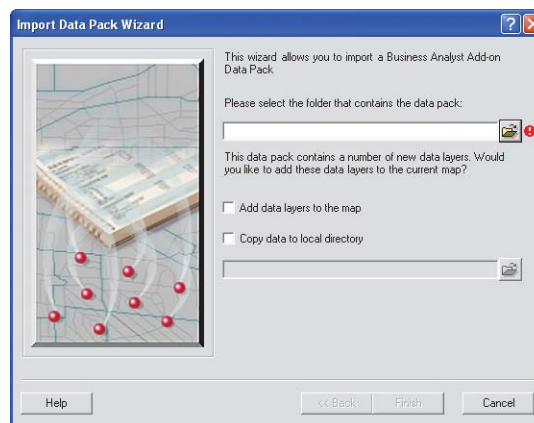 Import Data Pack Wizard
This wizard allows you to import a Business Analyst Add-on
Data Pack
Please select the folder that contains the data pack:
This data pack contains a number of new data layers. Would
you like to add these data layers to the current map?
Add data layers to the map
Copy data to local directory
Help
<< Back
Finish
Cancel